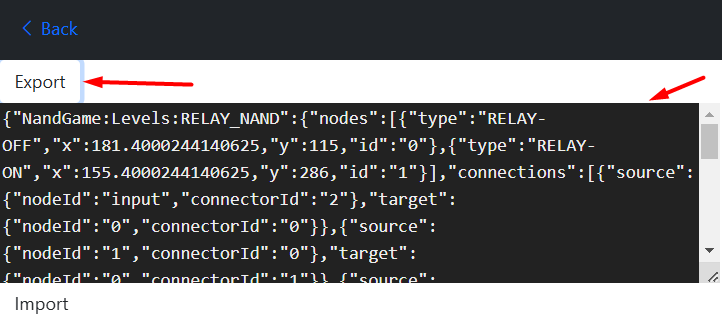 Back
Export
{"NandGame:Levels:RELAY_NAND":{"nodes":[{"type":"RELAY-
OFF","x":181.4000244140625,"y":115,"id":"0"},{"type":"RELAY-
ON","x":155.4000244140625,"y":286,"id":"1"}],"connections":[{"source":
{"nodeId":"input","connectorId":"2"},"target":
{"nodeId":"0","connectorId":"0"}},{"source":
{"nodeId":"1","connectorId":"0"},"target":
{"nodeId":"0","connectorId":"1"}},{"source":
Import